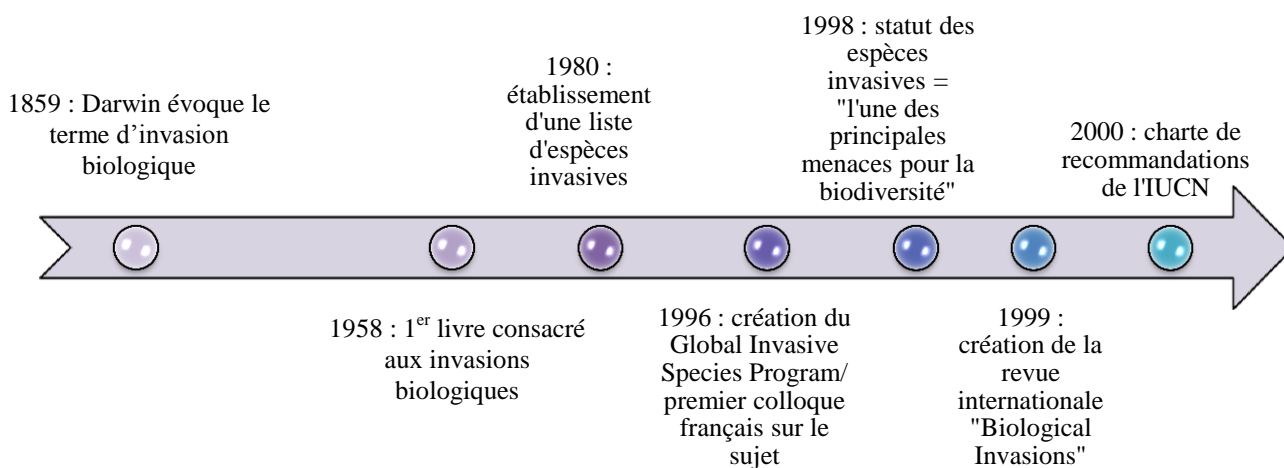 1859 : Darwin évoque le
terme d’invasion
biologique
1958 : 1er livre consacré
aux invasions
biologiques
1980 :
établissement
d'une liste
d'espèces
invasives
1996 : création du
Global Invasive
Species Program/
premier colloque
français sur le
sujet
1998 : statut des
espèces
invasives =
"l'une des
principales
menaces pour la
biodiversité"
1999 :
création de la
revue
internationale
"Biological
Invasions"
2000 : charte de
recommandations
de l'IUCN